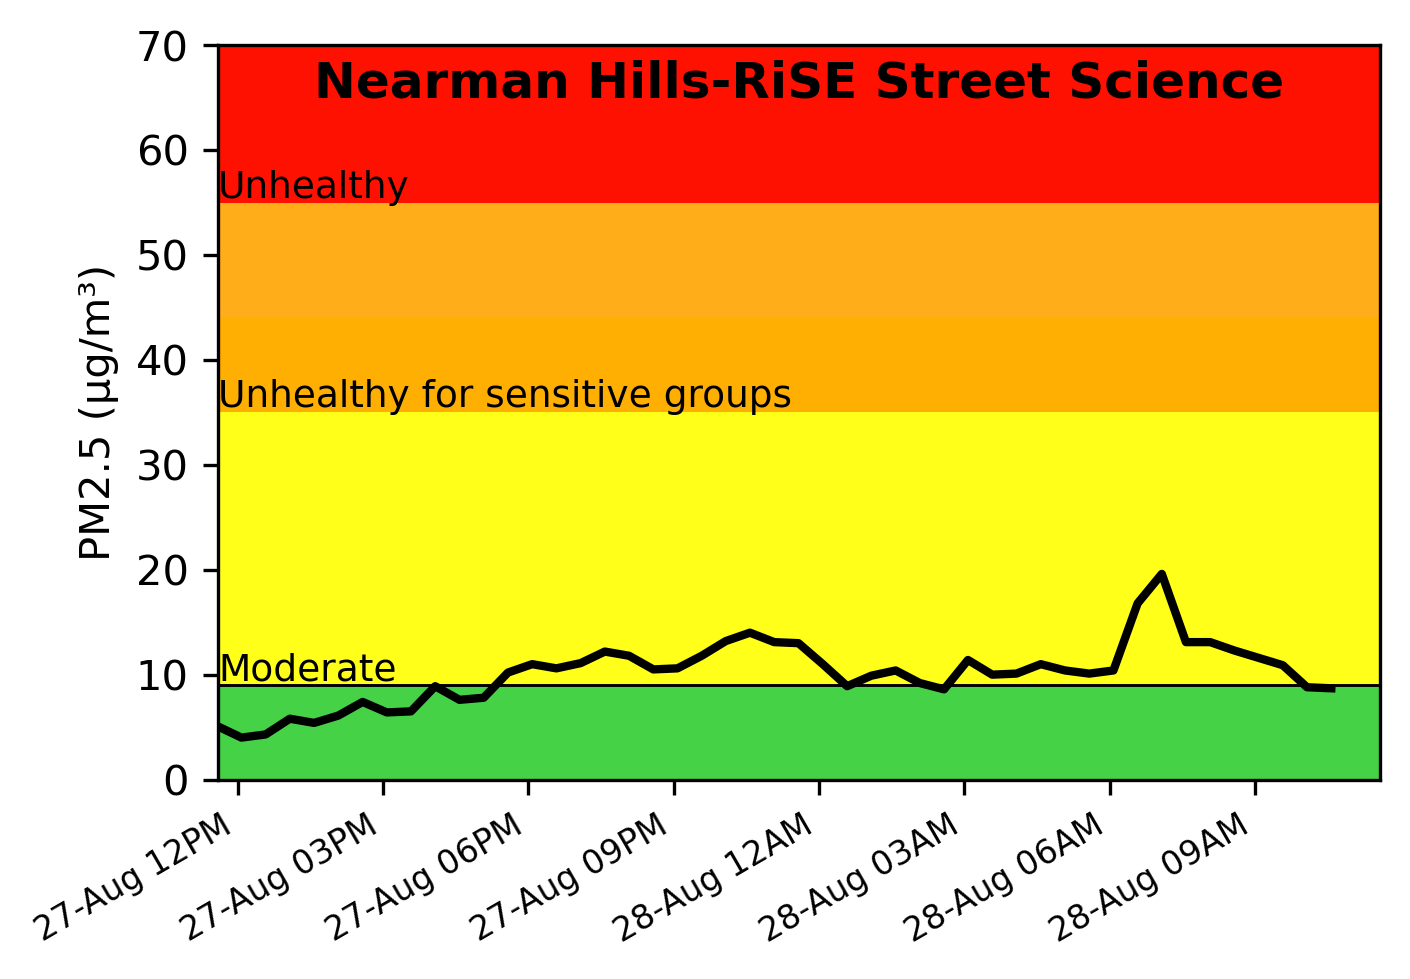 Nearman Hills-RiSE Street Science
70
60
50
40
30
20
10
0
PM2.5 (µg/m³)
Unhealthy
Unhealthy for sensitive groups
Moderate
27-Aug 12PM
27-Aug 03PM
27-Aug 06PM
27-Aug 09PM
28-Aug 12AM
28-Aug 03AM
28-Aug 06AM
28-Aug 09AM